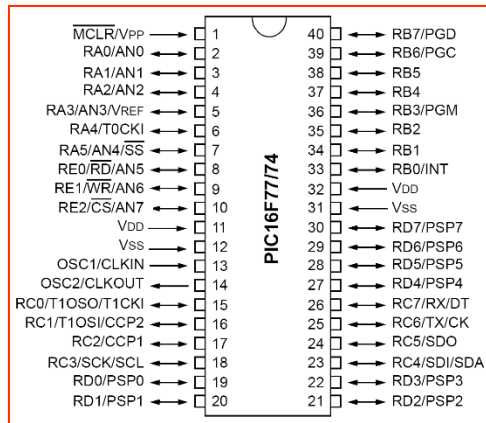 M̅C̅L̅R̅/VPP 1 40 RB7/PGD
RA0/AN0 2 39 RB6/PGC
RA1/AN1 3 38 RB5
RA2/AN2 4 37 RB4
RA3/AN3/VREF 5 36 RB3/PGM
RA4/T0CKI 6 35 RB2
RA5/AN4/S̅S̅ 7 34 RB1
RE0/R̅D̅/AN5 8 33 RB0/INT
RE1/W̅R̅/AN6 9 32 VDD
RE2/C̅S̅/AN7 10 31 VSS
VDD 11 30 RD7/PSP7
VSS 12 29 RD6/PSP6
OSC1/CLKIN 13 28 RD5/PSP5
OSC2/CLKOUT 14 27 RD4/PSP4
RC0/T1OSO/T1CKI 15 26 RC7/RX/DT
RC1/T1OSI/CCP2 16 25 RC6/TX/CK
RC2/CCP1 17 24 RC5/SDO
RC3/SCK/SCL 18 23 RC4/SDI/SDA
RD0/PSP0 19 22 RD3/PSP3
RD1/PSP1 20 21 RD2/PSP2
PIC16F77/74